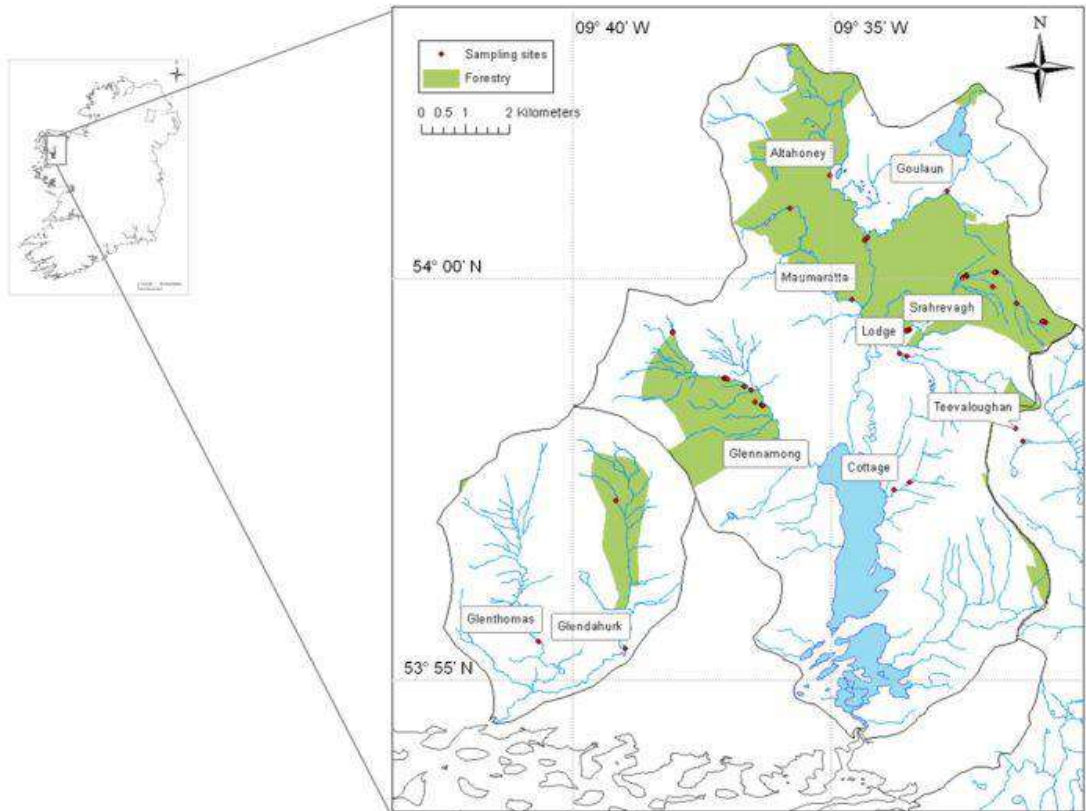 09° 40' W
09° 35' W
N
Sampling sites
Forestry
0 0.5 1 2 Kilometers
Altahoney
Goulaun
54° 00' N
Maumaratta
Srahrevagh
Lodge
Teevaloughan
Glennamong
Cottage
Glenthomas
Glendahurk
53° 55' N